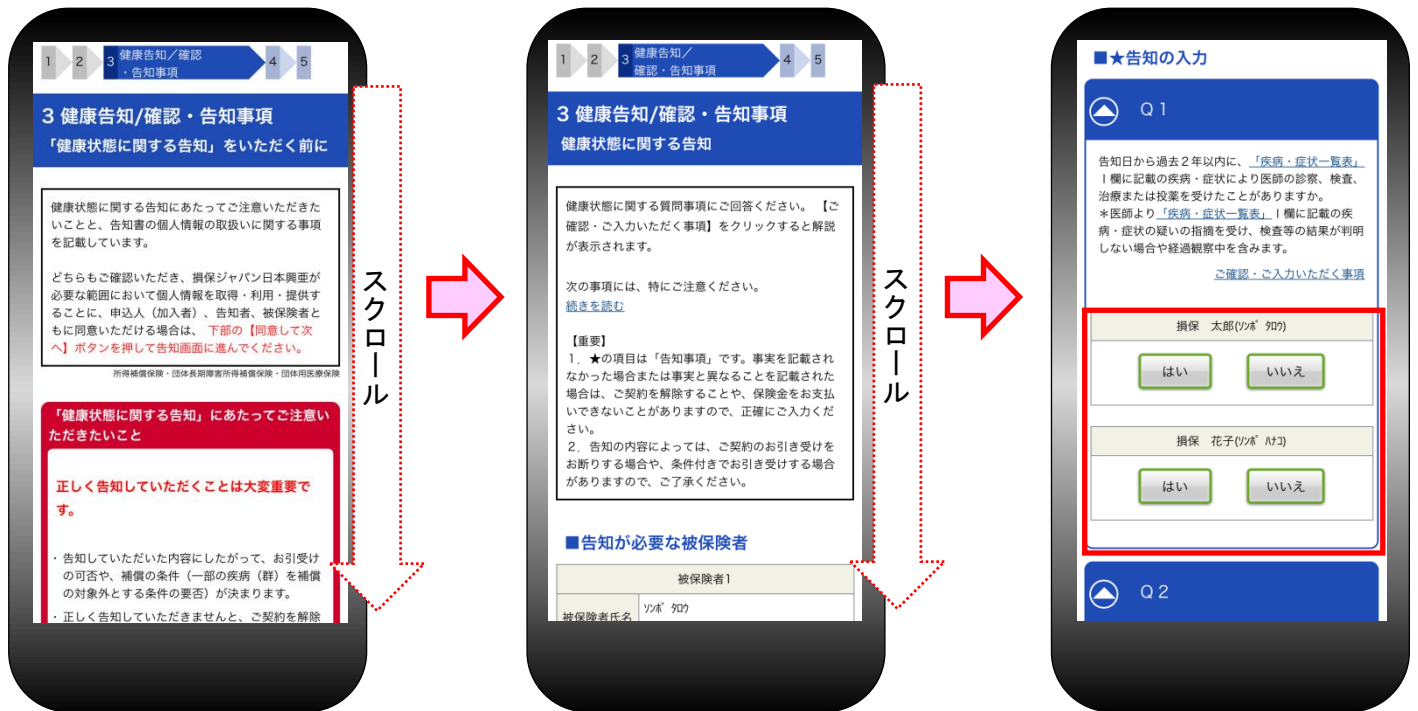 1 2 3 健康告知／確認
・告知事項 4 5
3 健康告知/確認・告知事項
「健康状態に関する告知」をいただく前に
健康状態に関する告知にあたってご注意いただきた
いことと、告知書の個人情報の取扱いに関する事項
を記載しています。
どちらもご確認いただき、損保ジャパン日本興亜が
必要な範囲において個人情報を取得・利用・提供す
ることに、申込人（加入者）、告知者、被保険者と
もに同意いただける場合は、 下部の【同意して次
へ】ボタンを押して告知画面に進んでください。
所得補償保険・団体長期障害所得補償保険・団体用医療保険
「健康状態に関する告知」にあたってご注意い
ただきたいこと
正しく告知していただくことは大変重要で
す。
・告知していただいた内容にしたがって、お引受け
の可否や、補償の条件（一部の疾病（群）を補償
の対象外とする条件の要否）が決まります。
・正しく告知していただきませんと、ご契約を解除
スクロール
1 2 3 健康告知／
確認・告知事項 4 5
3 健康告知/確認・告知事項
健康状態に関する告知
健康状態に関する質問事項にご回答ください。 【ご
確認・ご入力いただく事項】をクリックすると解説
が表示されます。
次の事項には、特にご注意ください。
続きを読む
【重要】
１．★の項目は「告知事項」です。事実を記載され
なかった場合または事実と異なることを記載された
場合は、ご契約を解除することや、保険金をお支払
いできないことがありますので、正確にご入力くだ
さい。
２．告知の内容によっては、ご契約のお引き受けを
お断りする場合や、条件付きでお引き受けする場合
がありますので、ご了承ください。
■告知が必要な被保険者
被保険者1
被保険者氏名 ｿﾝﾎﾟ ﾀﾛｳ
スクロール
■★告知の入力
Ｑ１
告知日から過去２年以内に、「疾病・症状一覧表」
Ⅰ欄に記載の疾病・症状により医師の診察、検査、
治療または投薬を受けたことがありますか。
＊医師より「疾病・症状一覧表」Ⅰ欄に記載の疾
病・症状の疑いの指摘を受け、検査等の結果が判明
しない場合や経過観察中を含みます。
ご確認・ご入力いただく事項
損保　太郎(ｿﾝﾎﾟ ﾀﾛｳ)
はい いいえ
損保　花子(ｿﾝﾎﾟ ﾊﾅｺ)
はい いいえ
Ｑ２